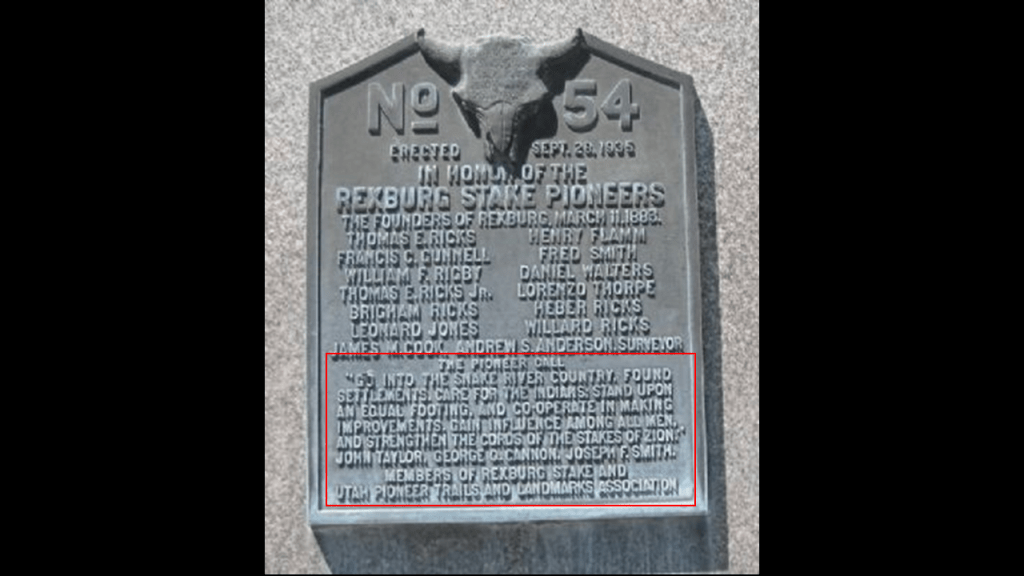 No 54
ERECTED SEPT. 28, 1936
IN HONOR OF THE
REXBURG STAKE PIONEERS
THE FOUNDERS OF REXBURG, MARCH 11, 1883.
THOMAS E. RICKS HENRY FLAMM
FRANCIS C. GUNNELL FRED SMITH
WILLIAM F. RIGBY DANIEL WALTERS
THOMAS E. RICKS JR. LORENZO THORPE
BRIGHAM RICKS HEBER RICKS
LEONARD JONES WILLARD RICKS
JAMES M. COOK, ANDREW S. ANDERSON, SURVEYOR
THE PIONEER CALL
"GO INTO THE SNAKE RIVER COUNTRY, FOUND
SETTLEMENTS, CARE FOR THE INDIANS, STAND UPON
AN EQUAL FOOTING, AND CO-OPERATE IN MAKING
IMPROVEMENTS. GAIN INFLUENCE AMONG ALL MEN,
AND STRENGTHEN THE CORDS OF THE STAKES OF ZION."
JOHN TAYLOR, GEORGE Q. CANNON, JOSEPH F. SMITH.
MEMBERS OF REXBURG STAKE AND
UTAH PIONEER TRAILS AND LANDMARKS ASSOCIATION